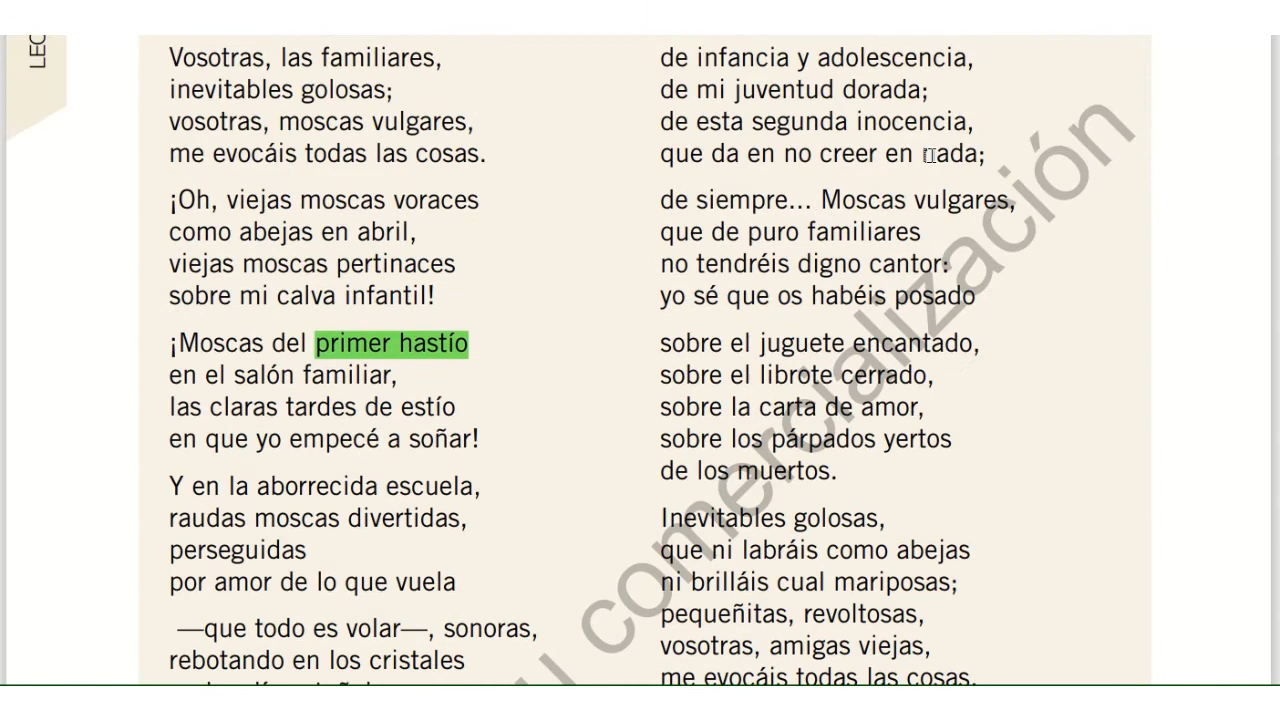 LEC
Vosotras, las familiares,
inevitables golosas;
vosotras, moscas vulgares,
me evocáis todas las cosas.
¡Oh, viejas moscas voraces
como abejas en abril,
viejas moscas pertinaces
sobre mi calva infantil!
¡Moscas del primer hastío
en el salón familiar,
las claras tardes de estío
en que yo empecé a soñar!
Y en la aborrecida escuela,
raudas moscas divertidas,
perseguidas
por amor de lo que vuela
—que todo es volar—, sonoras,
rebotando en los cristales
de infancia y adolescencia,
de mi juventud dorada;
de esta segunda inocencia,
que da en no creer en nada;
de siempre... Moscas vulgares,
que de puro familiares
no tendréis digno cantor:
yo sé que os habéis posado
sobre el juguete encantado,
sobre el librote cerrado,
sobre la carta de amor,
sobre los párpados yertos
de los muertos.
Inevitables golosas,
que ni labráis como abejas
ni brilláis cual mariposas;
pequeñitas, revoltosas,
vosotras, amigas viejas,
me evocáis todas las cosas.
su comercialización